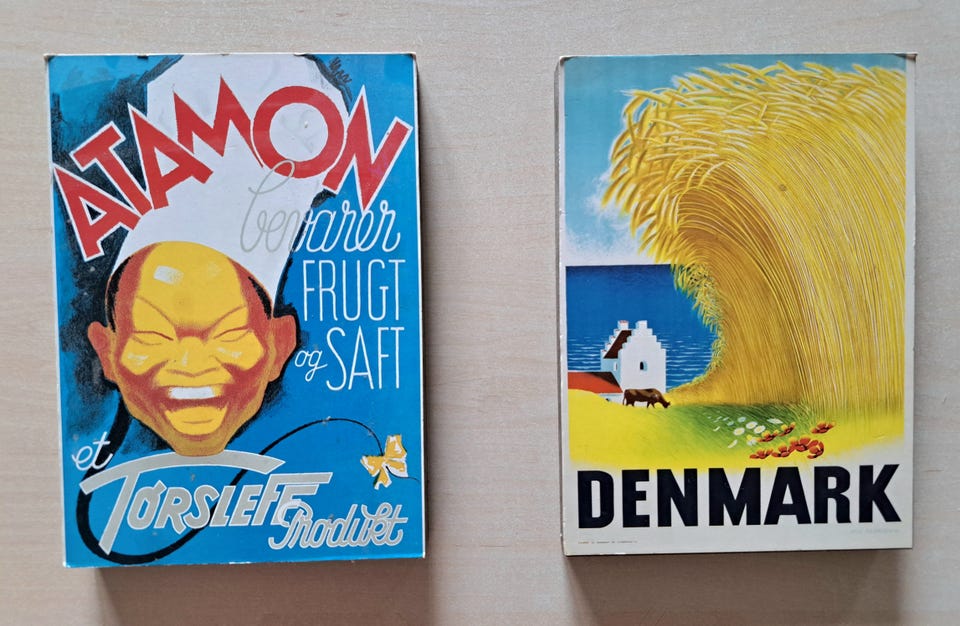 ATAMON
bevarer
FRUGT
og SAFT
et
TØRSLEFF
Produkt
DENMARK